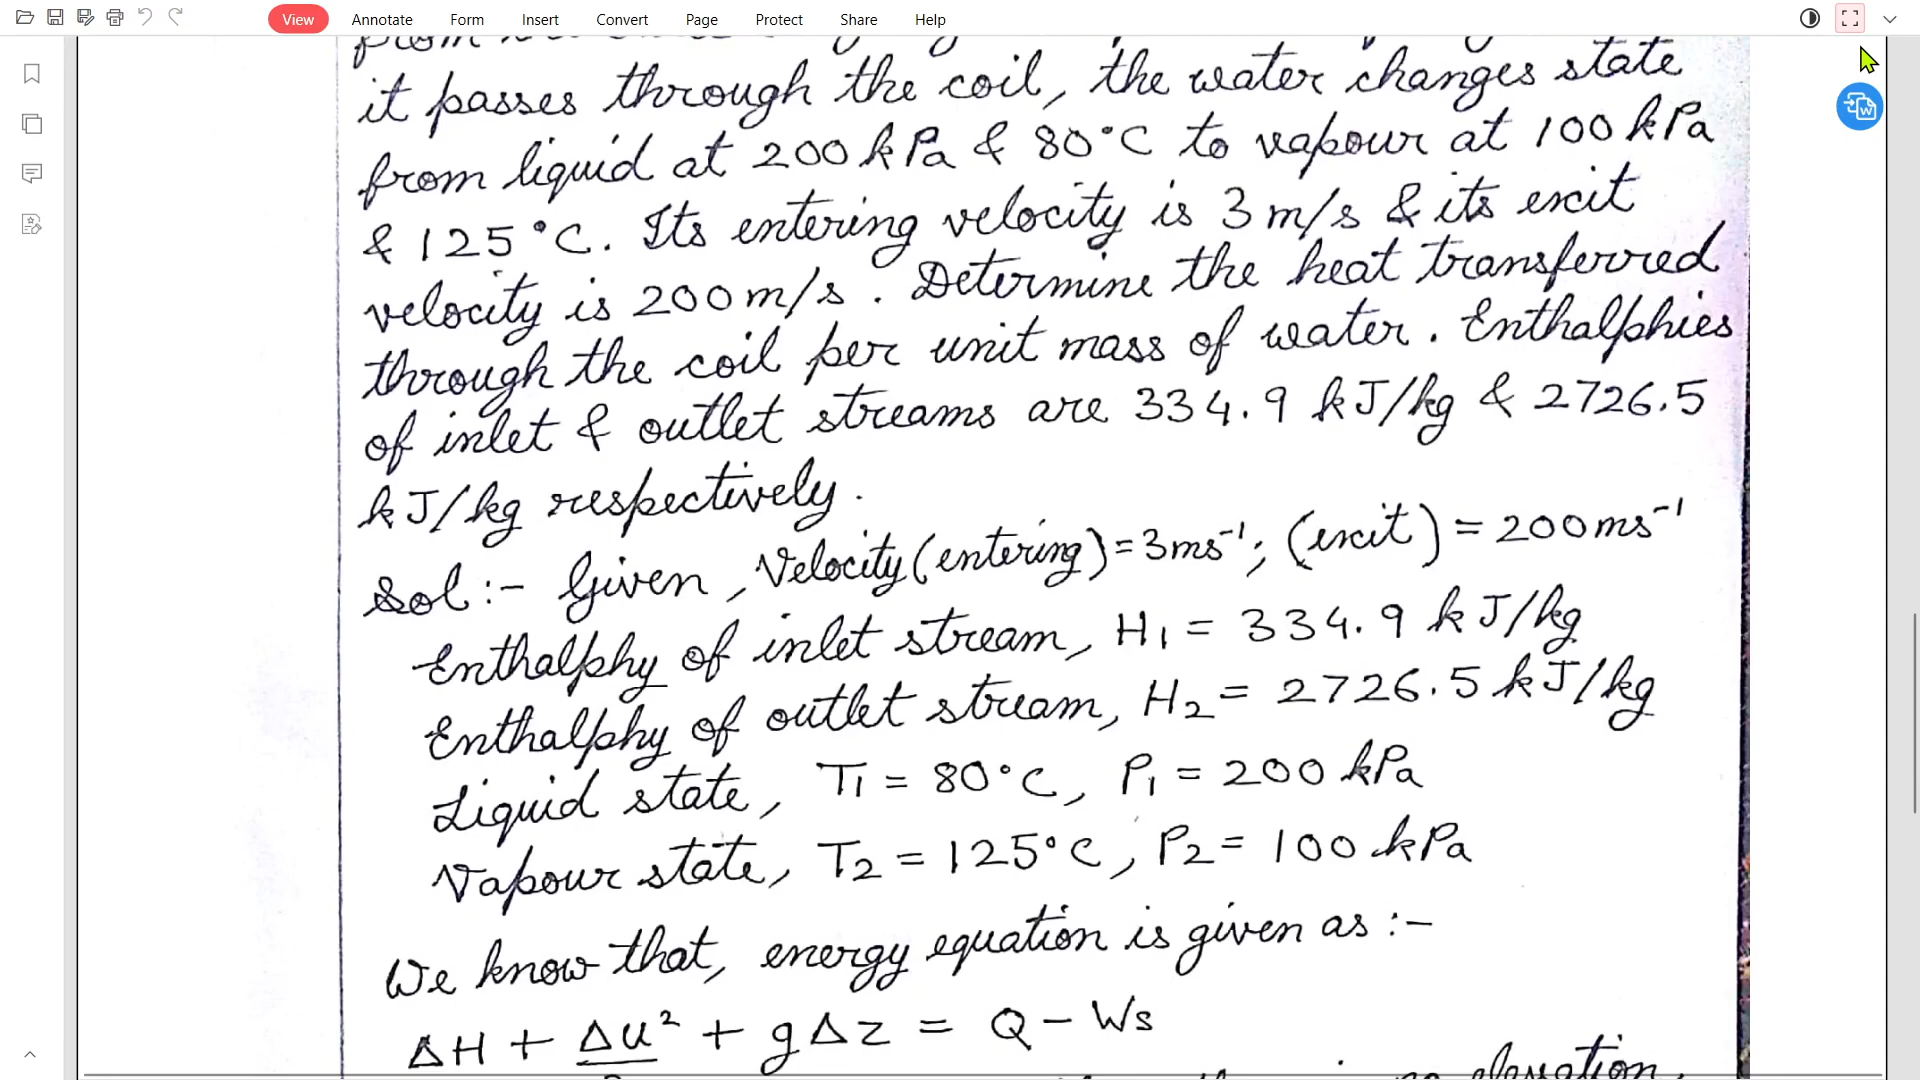 View Annotate Form Insert Convert Page Protect Share Help
it passes through the coil, the water changes state
from liquid at 200 kPa & 80°C to vapour at 100 kPa
& 125°C. Its entering velocity is 3 m/s & its exit
velocity is 200 m/s. Determine the heat transferred
through the coil per unit mass of water. Enthalphies
of inlet & outlet streams are 334.9 kJ/kg & 2726.5
kJ/kg respectively.
Sol :- Given, Velocity (entering) = 3 ms⁻¹; (exit) = 200 ms⁻¹
Enthalphy of inlet stream, H₁ = 334.9 kJ/kg
Enthalphy of outlet stream, H₂ = 2726.5 kJ/kg
Liquid state, T₁ = 80°C, P₁ = 200 kPa
Vapour state, T₂ = 125°C, P₂ = 100 kPa
We know that, energy equation is given as :-
ΔH + Δu² + gΔz = Q - Ws
no elevation,